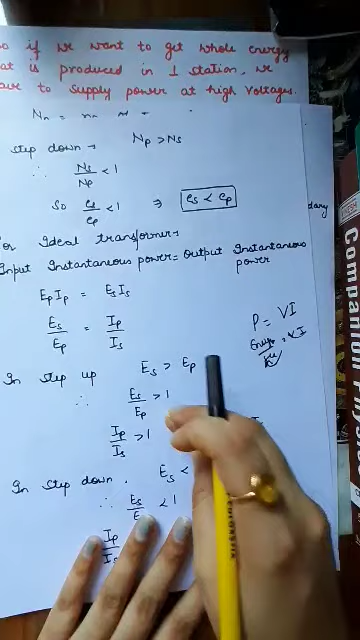 so if we want to get whole energy
at is produced in 1 station, we
ave to supply power at high voltages.
step down → Np > Ns
∴ Ns/Np < 1
So es/ep < 1 ⇒ es < ep
dary
For Ideal transformer→
Input Instantaneous power = Output Instantaneous
power
EpIp = EsIs
Es/Ep = Ip/Is
P = VI
= VI
In step up Es > Ep
∴ Es/Ep > 1
Ip/Is > 1
In step down. Es <
∴ Es/E < 1
Ip/Is
Companion